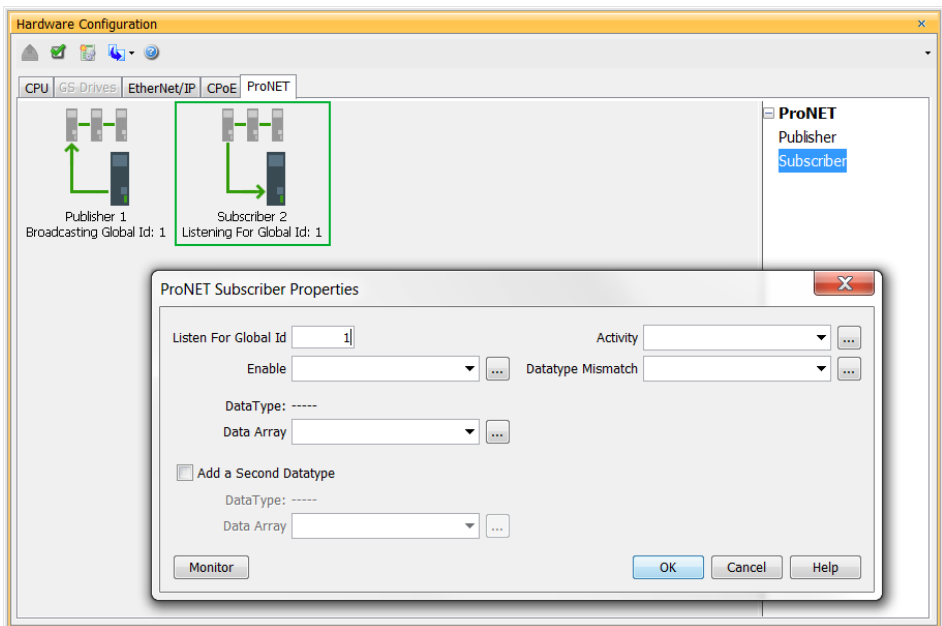 Hardware Configuration
CPU GS Drives EtherNet/IP CPoE ProNET
Publisher 1
Broadcasting Global Id: 1
Subscriber 2
Listening For Global Id: 1
ProNET
Publisher
Subscriber
ProNET Subscriber Properties
Listen For Global Id 1 Activity ...
Enable ... Datatype Mismatch ...
DataType: -----
Data Array ...
Add a Second Datatype
DataType: -----
Data Array ...
Monitor OK Cancel Help